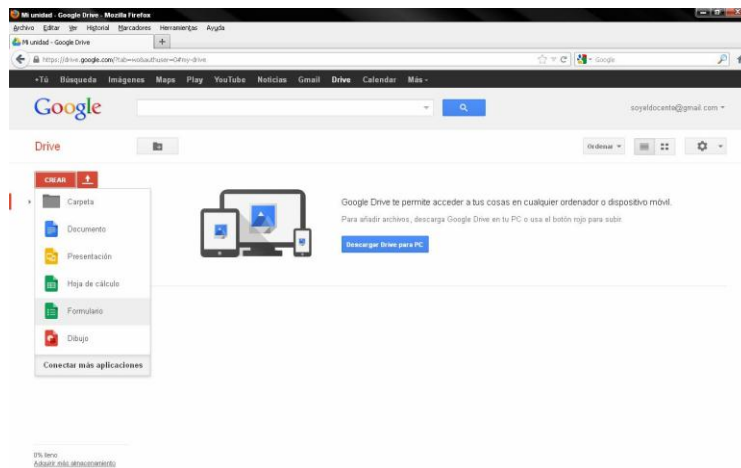 Mi unidad - Google Drive - Mozilla Firefox
Archivo Editar Ver Historial Marcadores Herramientas Ayuda
Mi unidad - Google Drive
Google
+Tú Búsqueda Imágenes Maps Play YouTube Noticias Gmail Drive Calendar Más
Google
soyeldocente@gmail.com
Drive
Ordenar
CREAR
Carpeta
Documento
Presentación
Hoja de cálculo
Formulario
Dibujo
Conectar más aplicaciones
Google Drive te permite acceder a tus cosas en cualquier ordenador o dispositivo móvil.
Para añadir archivos, descarga Google Drive en tu PC o usa el botón rojo para subir.
Descargar Drive para PC
0% lleno
Adquirir más almacenamiento